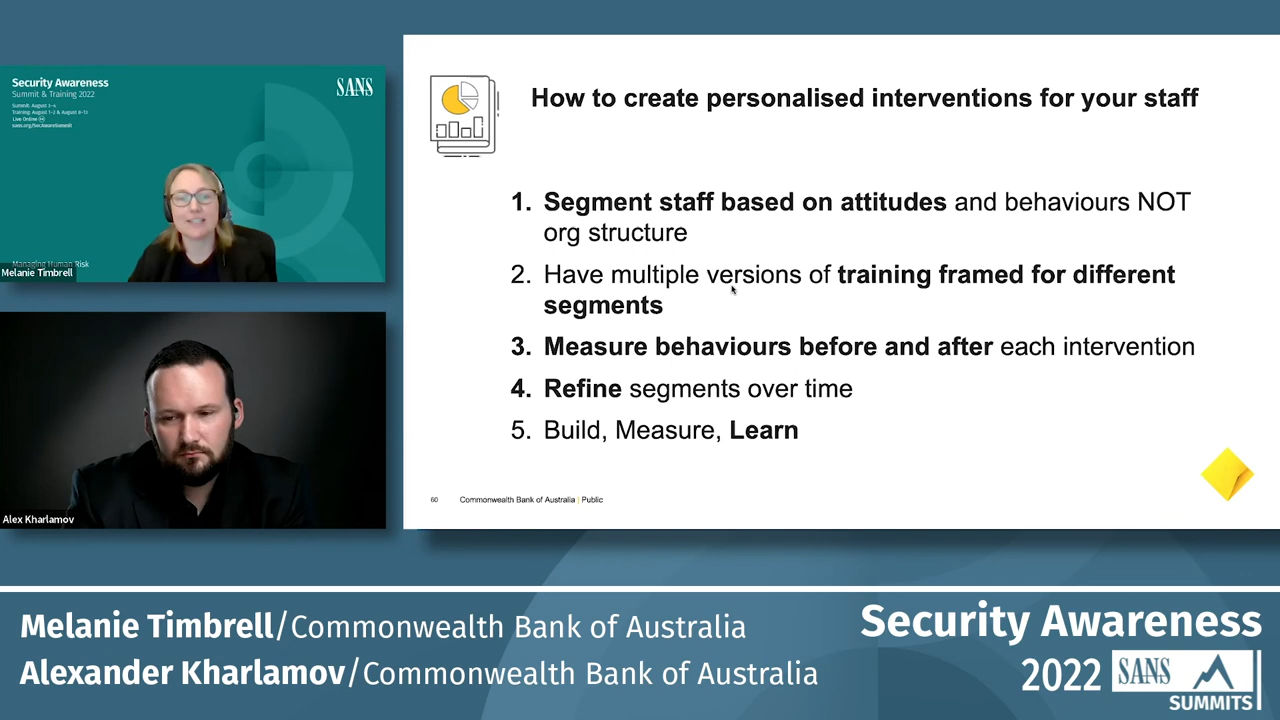 Security Awareness
Summit & Training 2022
Summit: August 3-4
Training: August 1-2 & August 8-13
Live Online
sans.org/SecAwareSummit
SANS
Managing Human Risk
Melanie Timbrell
Alex Kharlamov
How to create personalised interventions for your staff
1. Segment staff based on attitudes and behaviours NOT
org structure
2. Have multiple versions of training framed for different
segments
3. Measure behaviours before and after each intervention
4. Refine segments over time
5. Build, Measure, Learn
60 Commonwealth Bank of Australia | Public
Melanie Timbrell/Commonwealth Bank of Australia
Alexander Kharlamov/Commonwealth Bank of Australia
Security Awareness
2022 SANS
SUMMITS